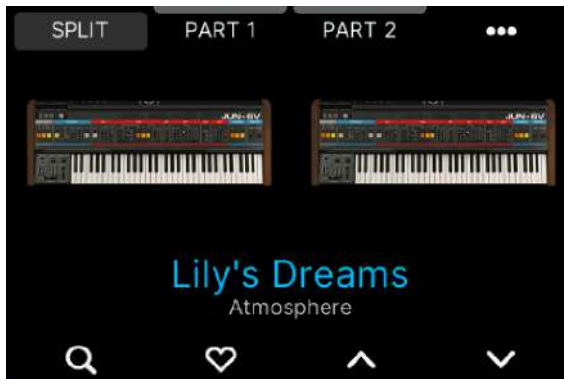 SPLIT PART 1 PART 2
JUN-6V JUN-6V
Lily's Dreams
Atmosphere